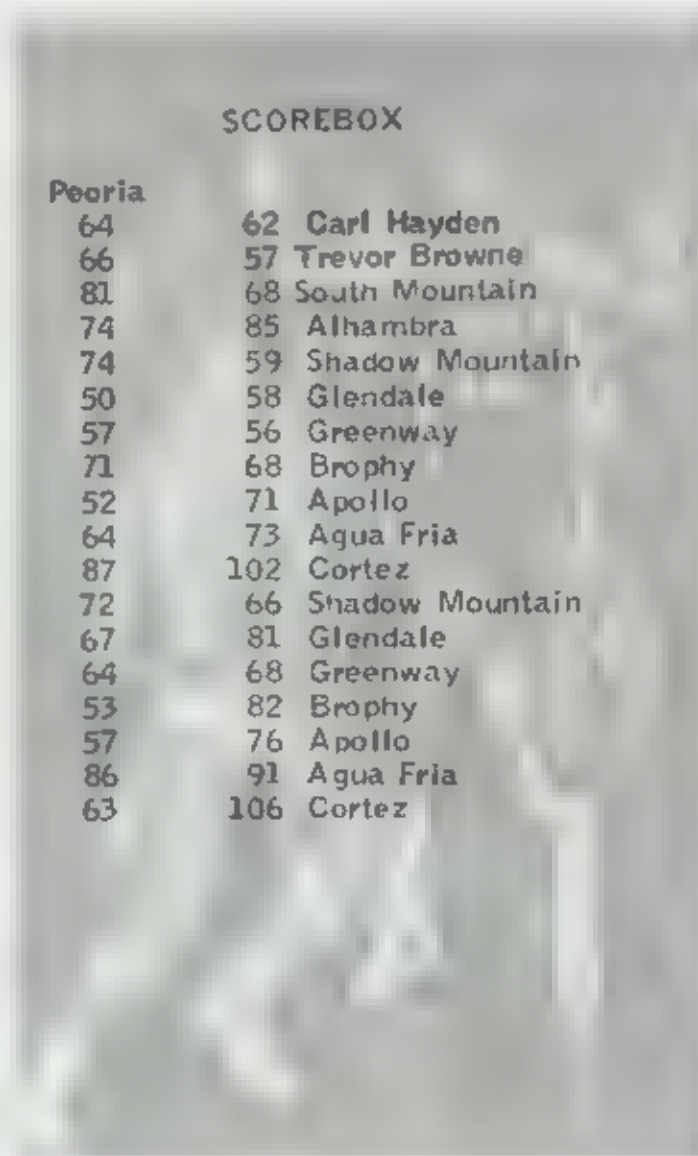 SCOREBOX
Peoria
64 62 Carl Hayden
66 57 Trevor Browne
81 68 South Mountain
74 85 Alhambra
74 59 Shadow Mountain
50 58 Glendale
57 56 Greenway
71 68 Brophy
52 71 Apollo
64 73 Agua Fria
87 102 Cortez
72 66 Shadow Mountain
67 81 Glendale
64 68 Greenway
53 82 Brophy
57 76 Apollo
86 91 Agua Fria
63 106 Cortez